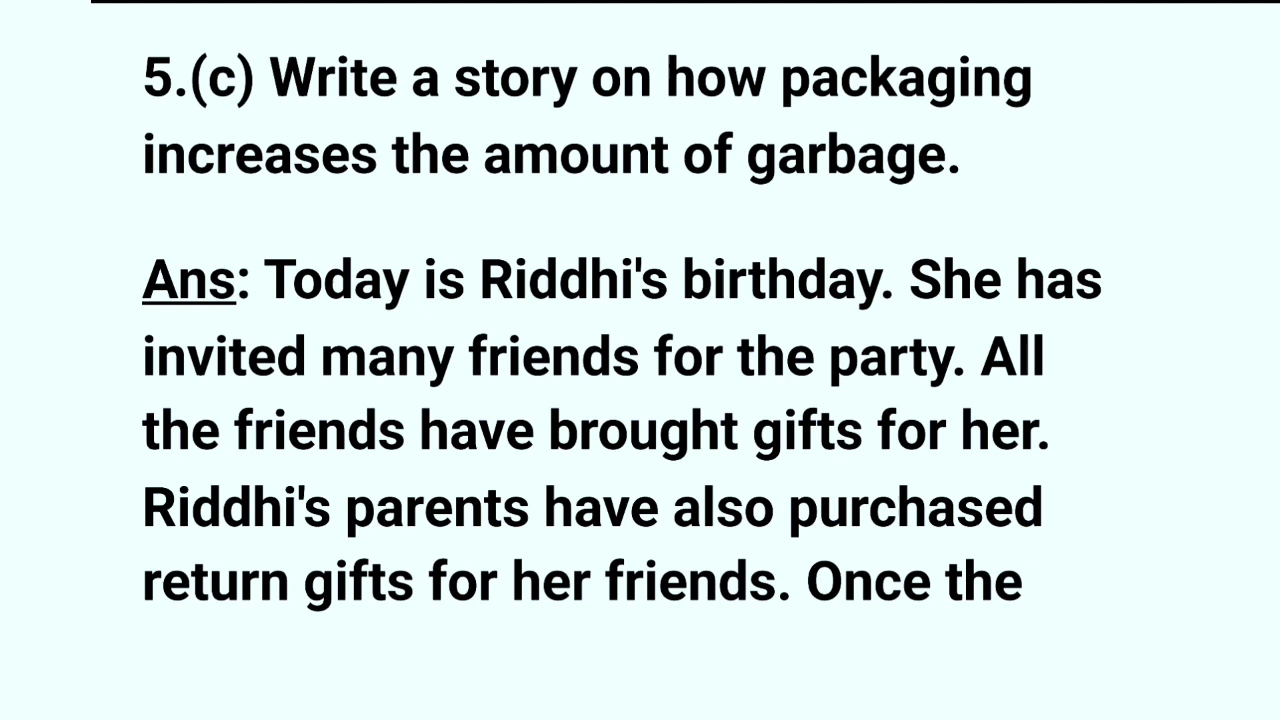 5.(c) Write a story on how packaging
increases the amount of garbage.
Ans: Today is Riddhi's birthday. She has
invited many friends for the party. All
the friends have brought gifts for her.
Riddhi's parents have also purchased
return gifts for her friends. Once the